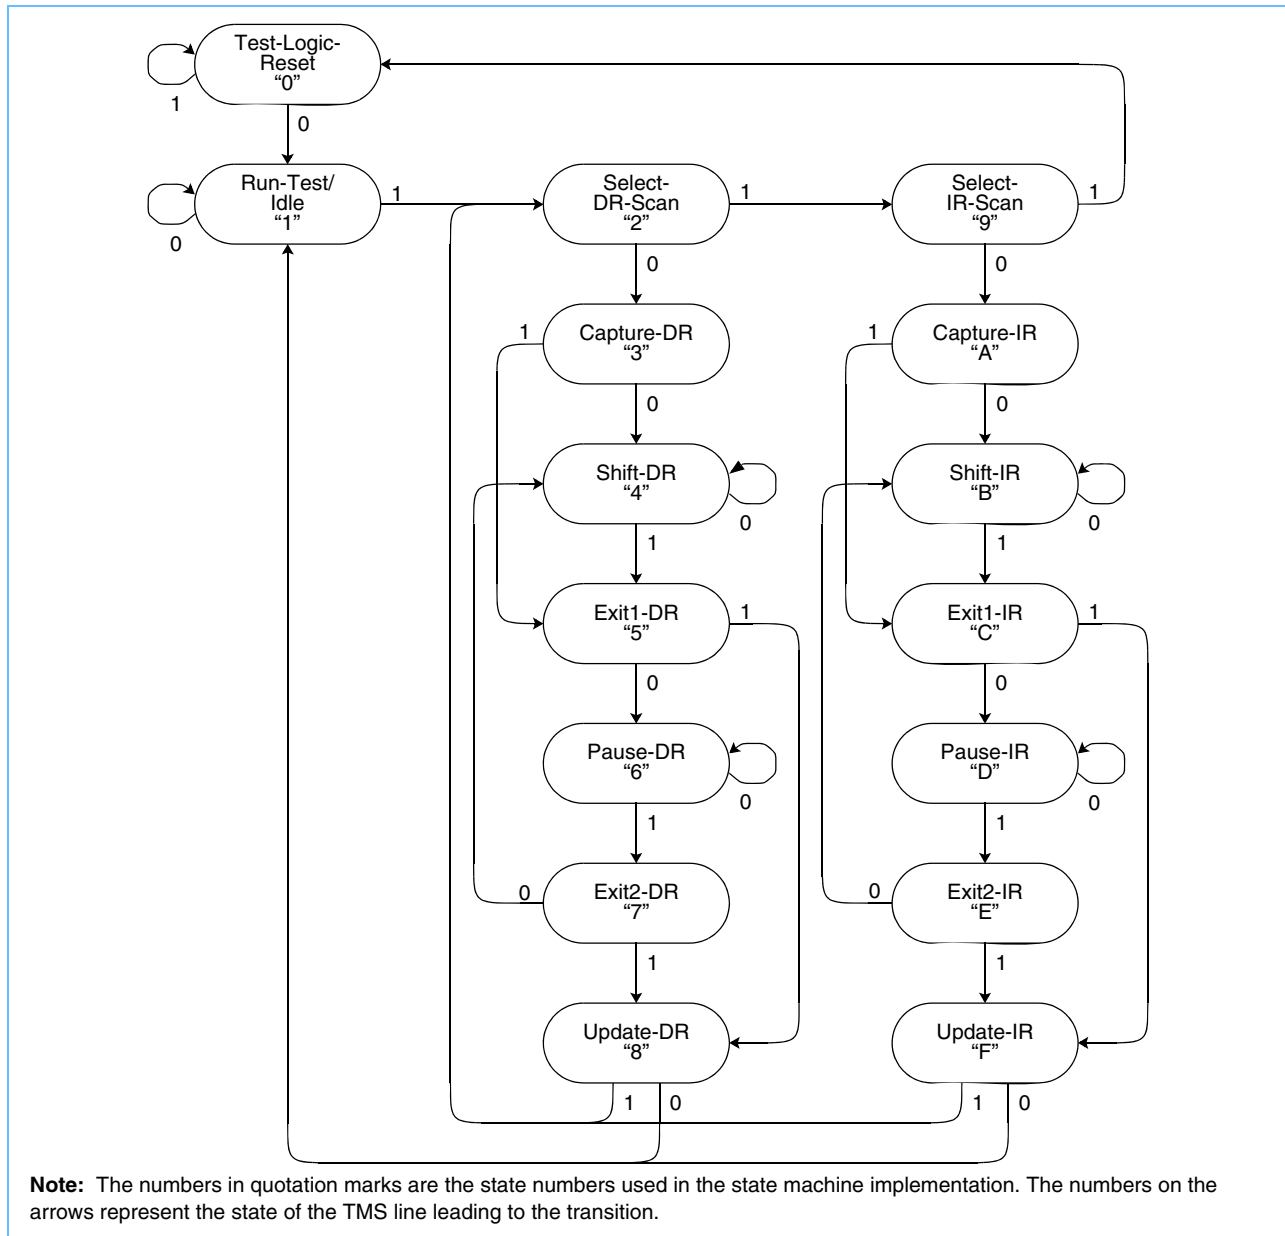 Test-Logic-
Reset
“0”
1
0
Run-Test/
Idle
“1”
0
1
Select-
DR-Scan
“2”
1
Select-
IR-Scan
“9”
1
0
0
1
Capture-DR
“3”
1
Capture-IR
“A”
0
0
Shift-DR
“4”
0
Shift-IR
“B”
0
1
1
Exit1-DR
“5”
1
Exit1-IR
“C”
1
0
0
Pause-DR
“6”
0
Pause-IR
“D”
0
1
1
0
Exit2-DR
“7”
0
Exit2-IR
“E”
1
1
Update-DR
“8”
Update-IR
“F”
1 0
1 0
Note: The numbers in quotation marks are the state numbers used in the state machine implementation. The numbers on the
arrows represent the state of the TMS line leading to the transition.